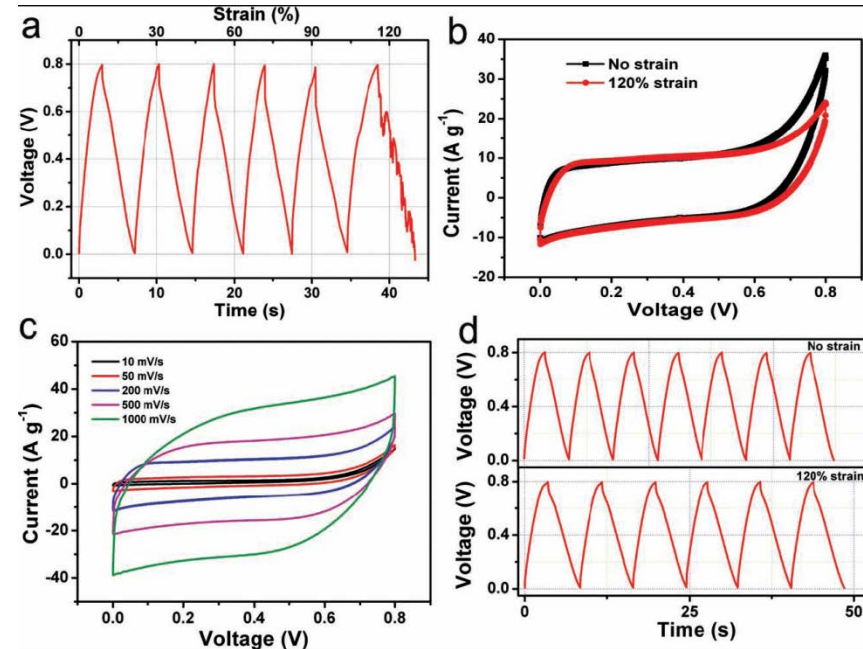 a
Strain (%)
0 30 60 90 120
Voltage (V)
0.8
0.6
0.4
0.2
0.0
0 10 20 30 40
Time (s)
b
No strain
120% strain
Current (A g-1)
40
30
20
10
0
-10
-20
0.0 0.2 0.4 0.6 0.8
Voltage (V)
c
10 mV/s
50 mV/s
200 mV/s
500 mV/s
1000 mV/s
Current (A g-1)
60
40
20
0
-20
-40
0.0 0.2 0.4 0.6 0.8
Voltage (V)
d
No strain
Voltage (V)
0.8
0.4
0.0
120% strain
Voltage (V)
0.8
0.4
0.0
0 25 50
Time (s)